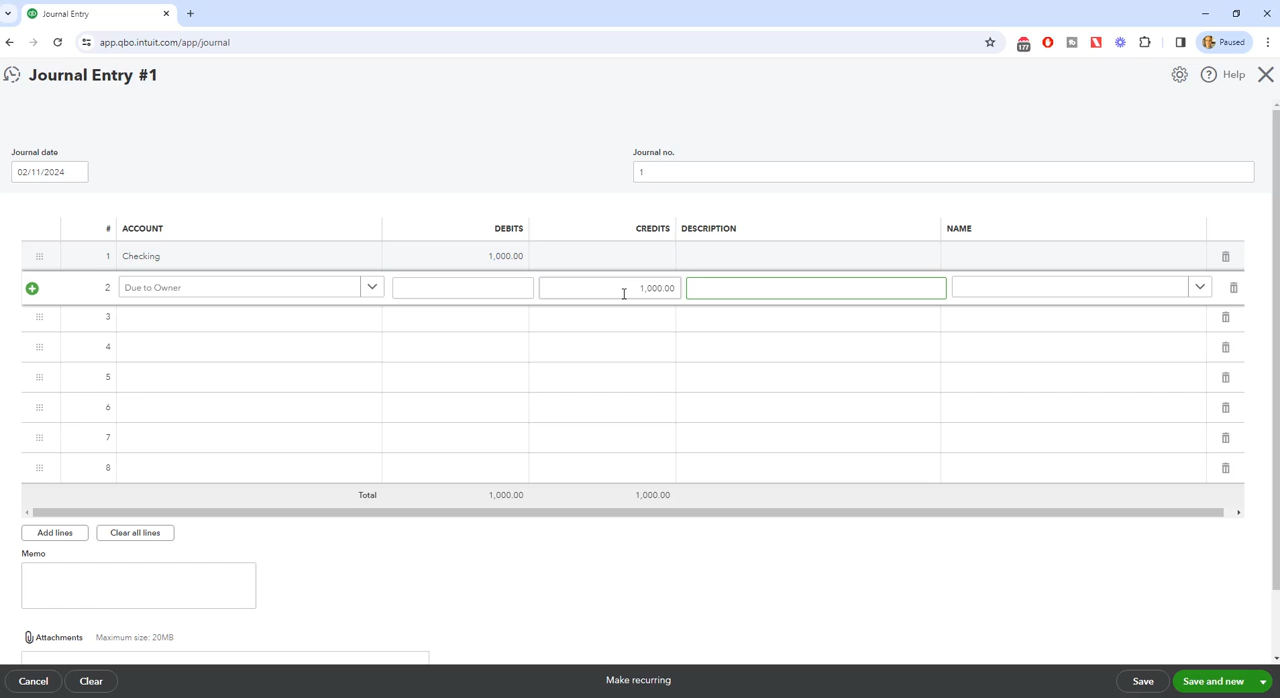 Journal Entry
app.qbo.intuit.com/app/journal
177
Paused
Journal Entry #1
Help
Journal date
Journal no.
02/11/2024
1
# ACCOUNT DEBITS CREDITS DESCRIPTION NAME
1 Checking 1,000.00
2 Due to Owner 1,000.00
3
4
5
6
7
8
Total 1,000.00 1,000.00
Add lines Clear all lines
Memo
Attachments Maximum size: 20MB
Cancel Clear Make recurring Save Save and new